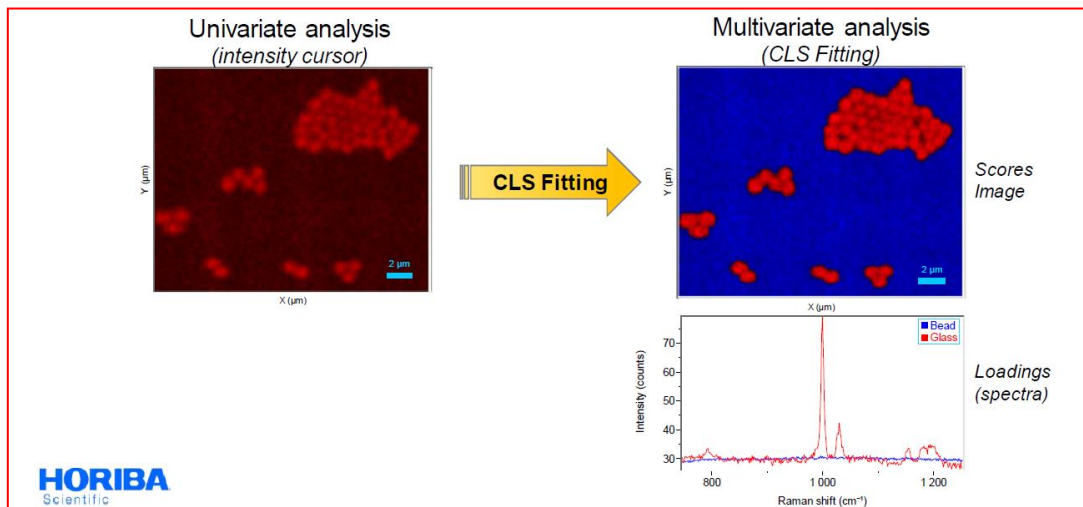 Univariate analysis
(intensity cursor)
Y (µm)
2 µm
X (µm)
CLS Fitting
Multivariate analysis
(CLS Fitting)
Y (µm)
2 µm
X (µm)
Scores
Image
Intensity (counts)
70
60
50
40
30
Bead
Glass
800
1 000
1 200
Raman shift (cm⁻¹)
Loadings
(spectra)
HORIBA
Scientific